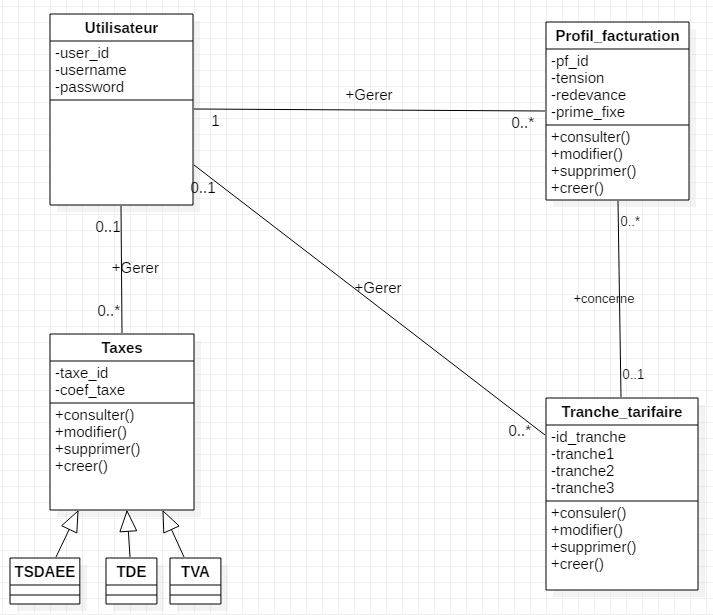 Utilisateur
-user_id
-username
-password
Profil_facturation
-pf_id
-tension
-redevance
-prime_fixe
+consulter()
+modifier()
+supprimer()
+creer()
+Gerer
1
0..*
0..1
0..1
+Gerer
0..*
+Gerer
0..*
0..*
+concerne
0..1
Taxes
-taxe_id
-coef_taxe
+consulter()
+modifier()
+supprimer()
+creer()
Tranche_tarifaire
-id_tranche
-tranche1
-tranche2
-tranche3
+consuler()
+modifier()
+supprimer()
+creer()
TSDAEE
TDE
TVA